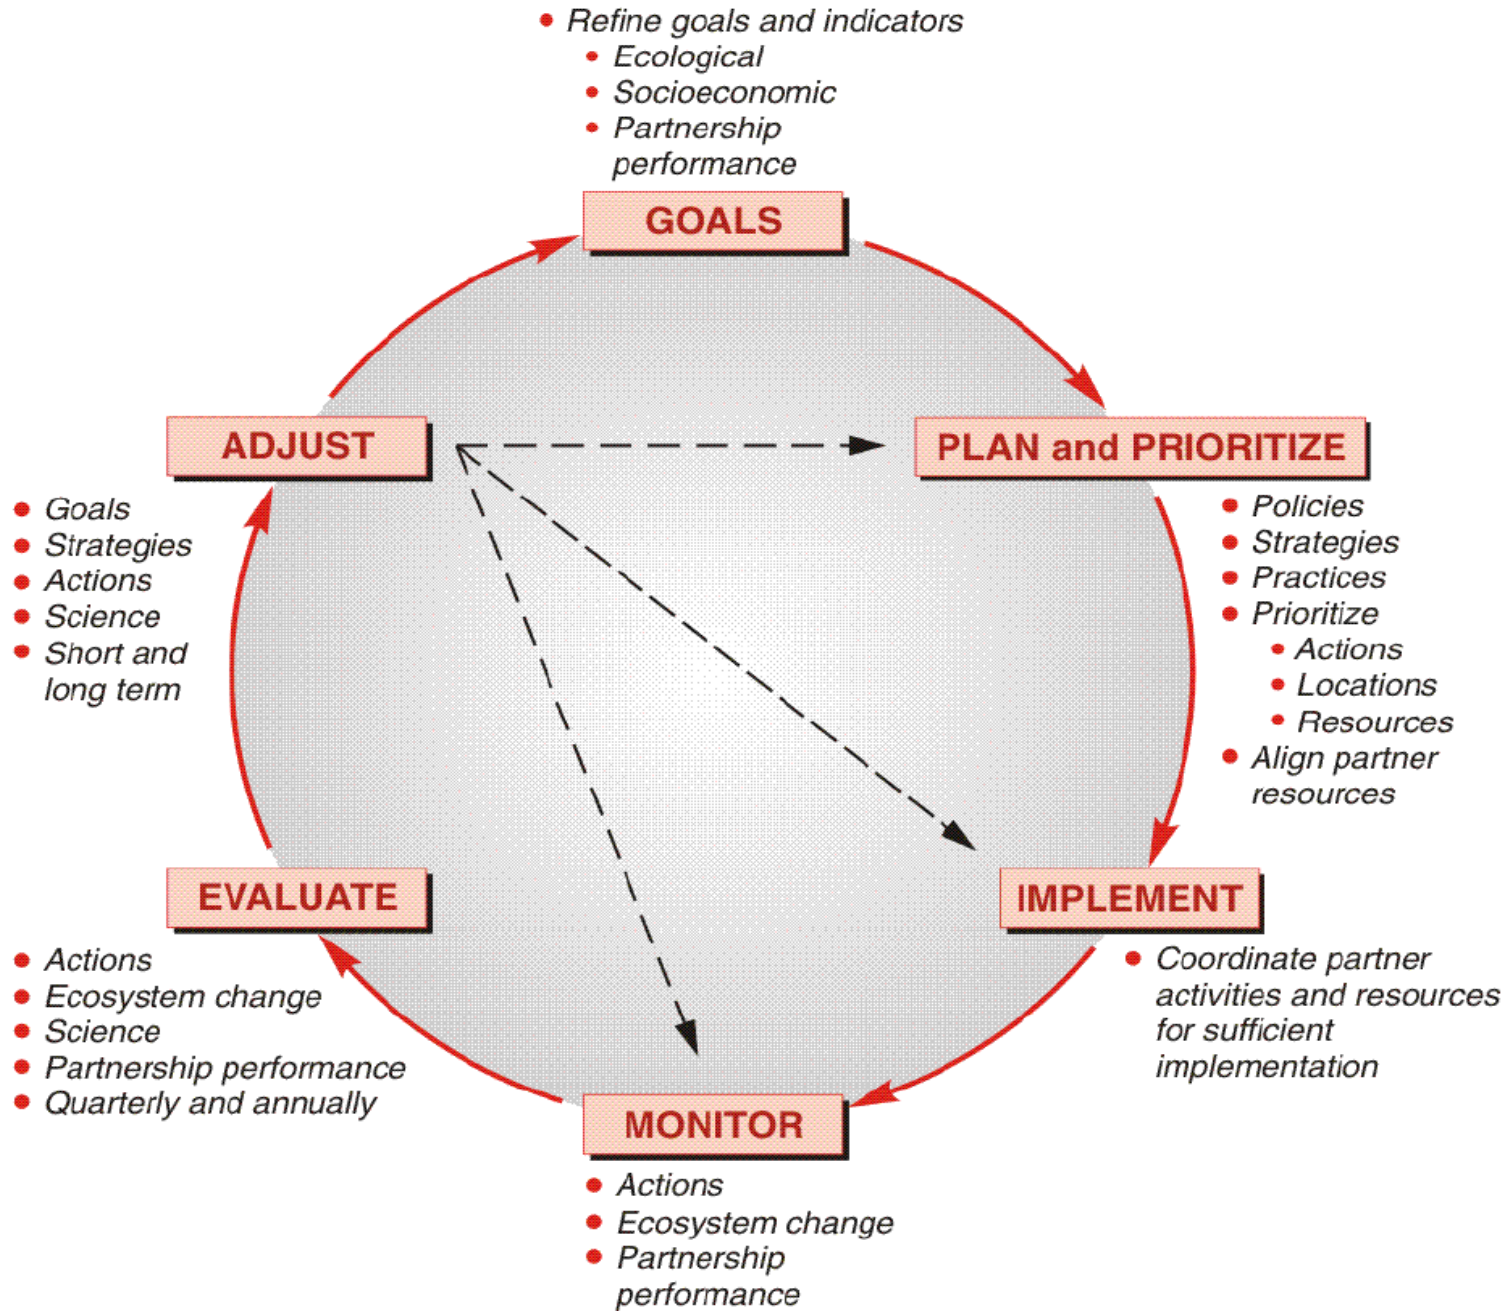 • Refine goals and indicators
• Ecological
• Socioeconomic
• Partnership
performance
GOALS
PLAN and PRIORITIZE
• Policies
• Strategies
• Practices
• Prioritize
• Actions
• Locations
• Resources
• Align partner
resources
IMPLEMENT
• Coordinate partner
activities and resources
for sufficient
implementation
MONITOR
• Actions
• Ecosystem change
• Partnership
performance
EVALUATE
• Actions
• Ecosystem change
• Science
• Partnership performance
• Quarterly and annually
ADJUST
• Goals
• Strategies
• Actions
• Science
• Short and
long term